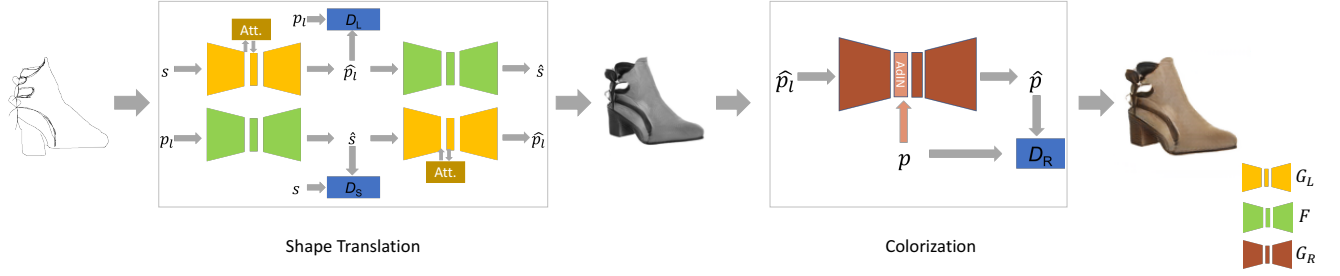 Att.
p_l
D_L
s
p̂_l
ŝ
p_l
ŝ
p̂_l
Att.
s
D_S
Shape Translation
p̂_l
AdIN
p̂
p
D_R
Colorization
G_L
F
G_R